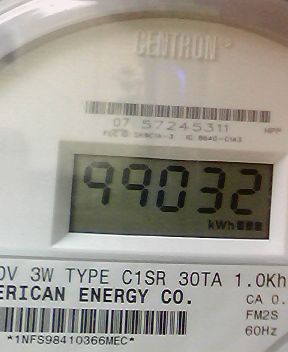 CENTRON
07 57245311
99032
kWh
0V 3W TYPE C1SR 30TA 1.0Kh
ERICAN ENERGY CO. CA 0.
FM2S
60Hz
*1NFS98410366MEC*